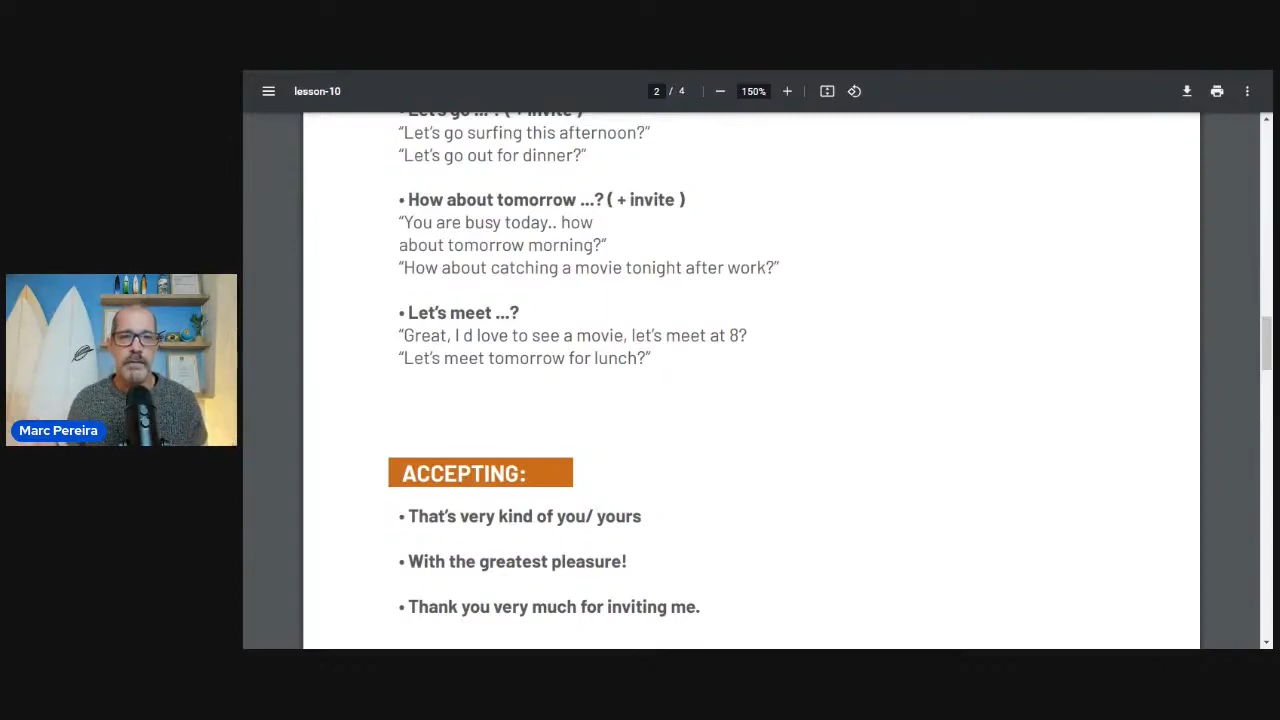 lesson-10
2 / 4
150%
• Let's go ...? ( + invite )
“Let's go surfing this afternoon?”
“Let's go out for dinner?”
• How about tomorrow ...? ( + invite )
“You are busy today.. how
about tomorrow morning?“
“How about catching a movie tonight after work?”
• Let's meet ...?
“Great, I d love to see a movie, let's meet at 8?
“Let's meet tomorrow for lunch?”
Marc Pereira
ACCEPTING:
• That's very kind of you/ yours
• With the greatest pleasure!
• Thank you very much for inviting me.